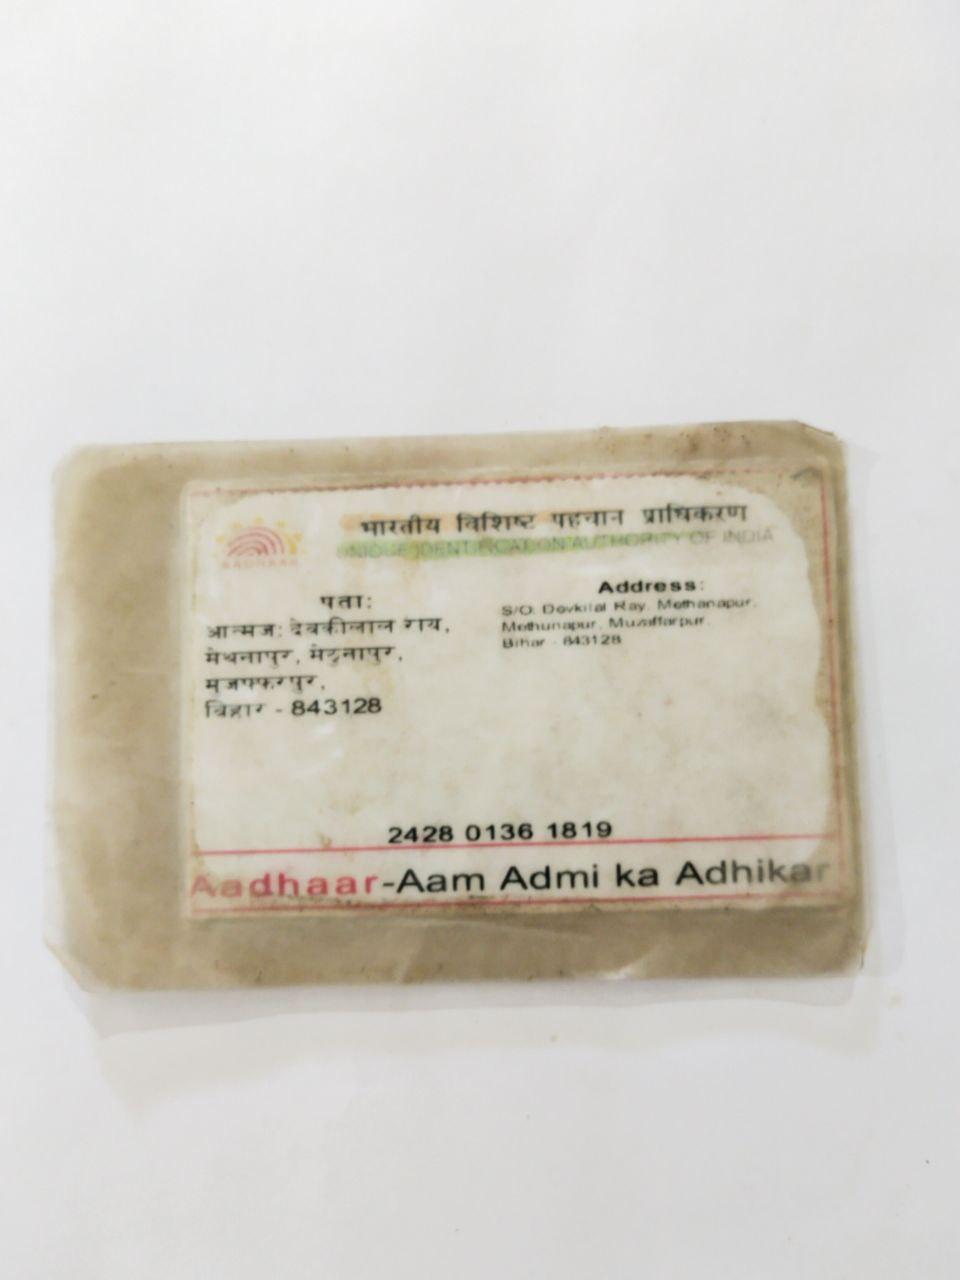 भारतीय विशिष्ट पहचान प्राधिकरण
UNIQUE IDENTIFICATION AUTHORITY OF INDIA
AADHAAR
पता:
आत्मज: देवकीलाल राय,
मेथनापुर, मेठुनापुर,
मुजफ्फरपुर,
बिहार - 843128
Address:
S/O: Devkilal Ray, Methanapur,
Methunapur, Muzaffarpur,
Bihar - 843128
2428 0136 1819
Aadhaar-Aam Admi ka Adhikar